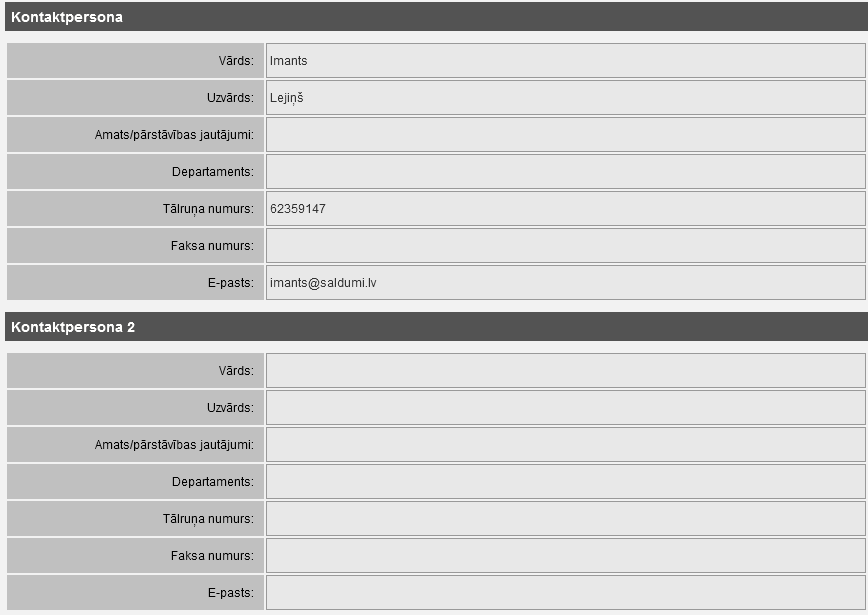 Kontaktpersona
Vārds: Imants
Uzvārds: Lejiņš
Amats/pārstāvības jautājumi:
Departaments:
Tālruņa numurs: 62359147
Faksa numurs:
E-pasts: imants@saldumi.lv
Kontaktpersona 2
Vārds:
Uzvārds:
Amats/pārstāvības jautājumi:
Departaments:
Tālruņa numurs:
Faksa numurs:
E-pasts: